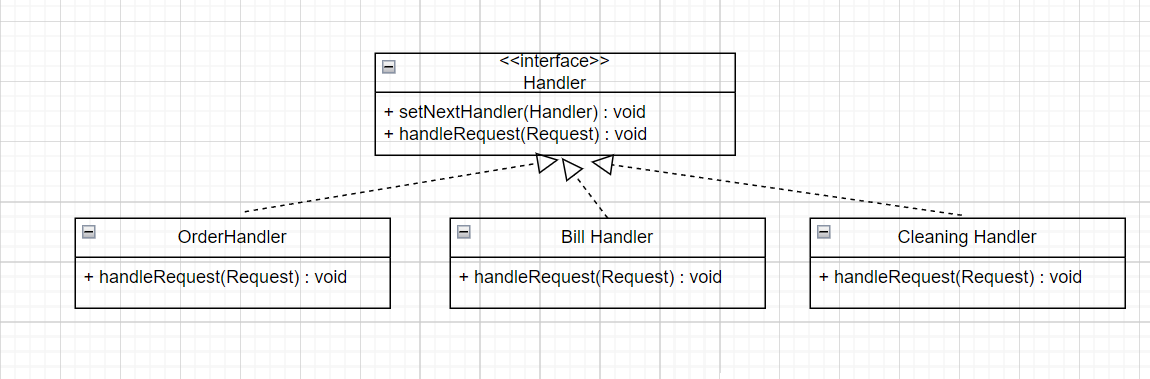 <<interface>>
Handler
+ setNextHandler(Handler) : void
+ handleRequest(Request) : void
OrderHandler
+ handleRequest(Request) : void
Bill Handler
+ handleRequest(Request) : void
Cleaning Handler
+ handleRequest(Request) : void